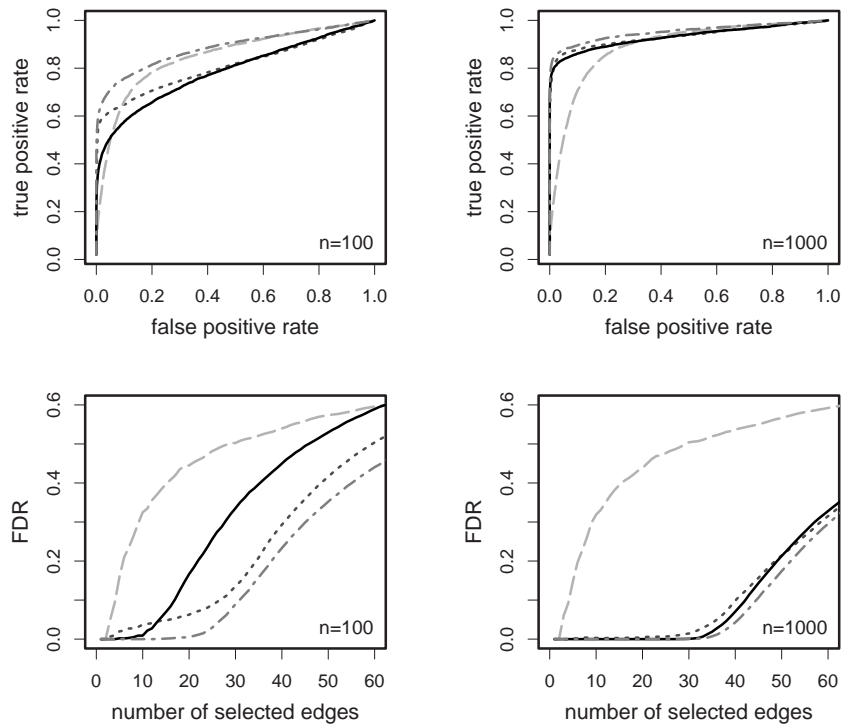 true positive rate
0.0 0.2 0.4 0.6 0.8 1.0
n=100
0.0 0.2 0.4 0.6 0.8 1.0
false positive rate
true positive rate
0.0 0.2 0.4 0.6 0.8 1.0
n=1000
0.0 0.2 0.4 0.6 0.8 1.0
false positive rate
FDR
0.0 0.2 0.4 0.6
n=100
0 10 20 30 40 50 60
number of selected edges
FDR
0.0 0.2 0.4 0.6
n=1000
0 10 20 30 40 50 60
number of selected edges